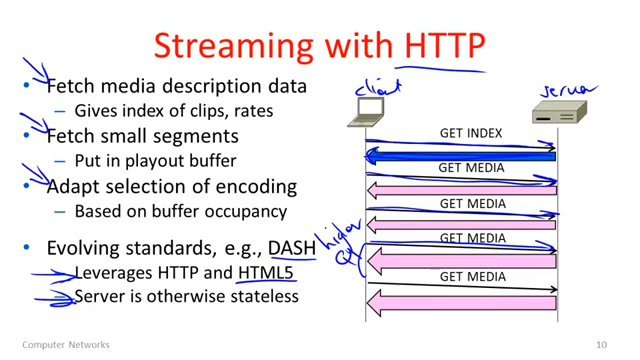 Streaming with HTTP
• Fetch media description data
– Gives index of clips, rates
• Fetch small segments
– Put in playout buffer
• Adapt selection of encoding
– Based on buffer occupancy
• Evolving standards, e.g., DASH
– Leverages HTTP and HTML5
– Server is otherwise stateless
client
server
GET INDEX
GET MEDIA
GET MEDIA
GET MEDIA
GET MEDIA
higher
Computer Networks
10